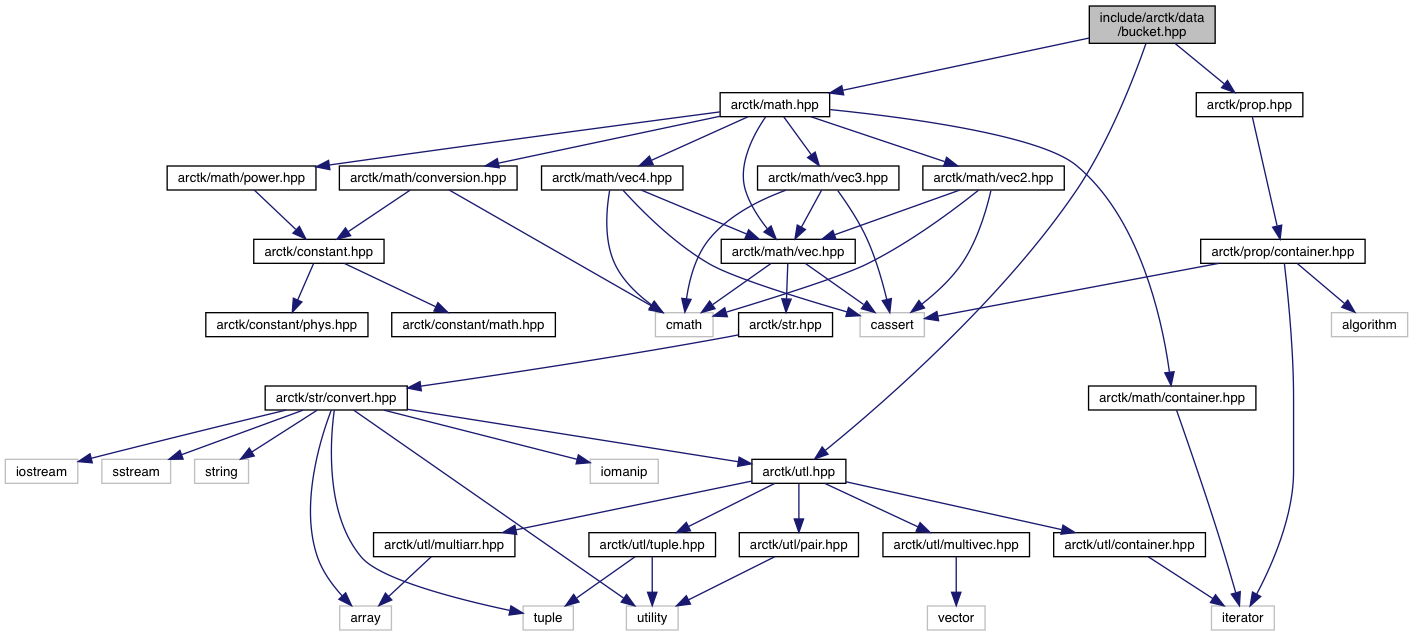 include/arctk/data
/bucket.hpp
arctk/math.hpp
arctk/prop.hpp
arctk/math/power.hpp
arctk/math/conversion.hpp
arctk/math/vec4.hpp
arctk/math/vec3.hpp
arctk/math/vec2.hpp
arctk/constant.hpp
arctk/math/vec.hpp
arctk/prop/container.hpp
arctk/constant/phys.hpp
arctk/constant/math.hpp
cmath
arctk/str.hpp
cassert
algorithm
arctk/str/convert.hpp
arctk/math/container.hpp
iostream
sstream
string
iomanip
arctk/utl.hpp
arctk/utl/multiarr.hpp
arctk/utl/tuple.hpp
arctk/utl/pair.hpp
arctk/utl/multivec.hpp
arctk/utl/container.hpp
array
tuple
utility
vector
iterator